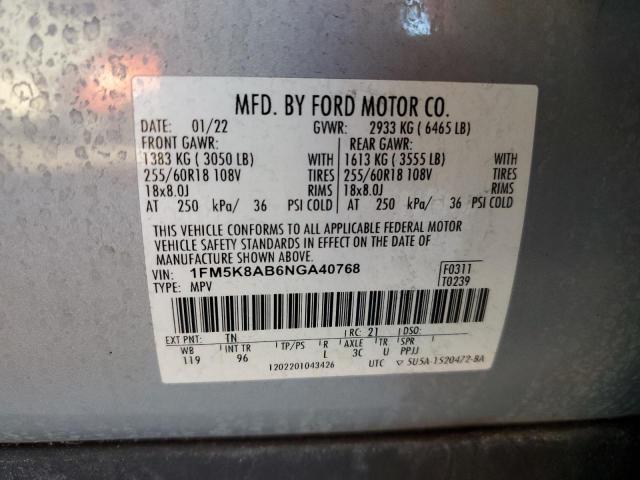 MFD. BY FORD MOTOR CO.
DATE: 01/22 GVWR: 2933 KG ( 6465 LB)
FRONT GAWR: REAR GAWR:
1383 KG ( 3050 LB) WITH 1613 KG ( 3555 LB) WITH
255/60R18 108V TIRES 255/60R18 108V TIRES
18x8.0J RIMS 18x8.0J RIMS
AT 250 kPa/ 36 PSI COLD AT 250 kPa/ 36 PSI COLD
THIS VEHICLE CONFORMS TO ALL APPLICABLE FEDERAL MOTOR
VEHICLE SAFETY STANDARDS IN EFFECT ON THE DATE OF
MANUFACTURE SHOWN ABOVE.
VIN: 1FM5K8AB6NGA40768 F0311
TYPE: MPV T0239
EXT PNT: TN RC: 21 DSO:
WB INT TR TP/PS R AXLE TR SPR
119 96 L 3C U PPJJ
1202201043426 UTC ▽ 5U5A-1520472-BA